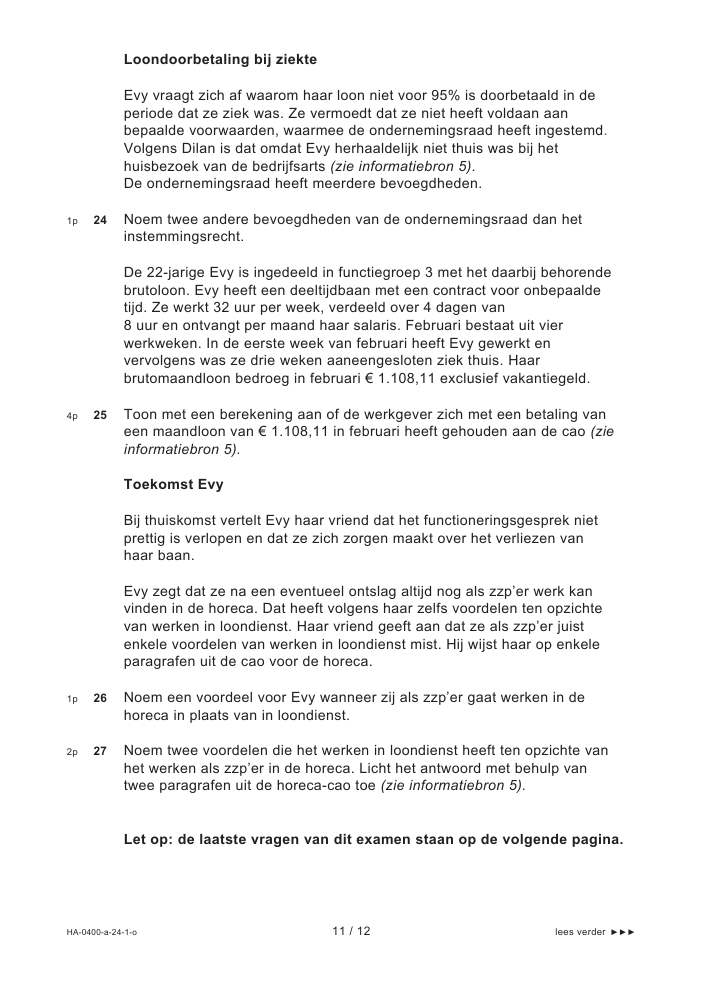 Loondoorbetaling bij ziekte
Evy vraagt zich af waarom haar loon niet voor 95% is doorbetaald in de
periode dat ze ziek was. Ze vermoedt dat ze niet heeft voldaan aan
bepaalde voorwaarden, waarmee de ondernemingsraad heeft ingestemd.
Volgens Dilan is dat omdat Evy herhaaldelijk niet thuis was bij het
huisbezoek van de bedrijfsarts (zie informatiebron 5).
De ondernemingsraad heeft meerdere bevoegdheden.
1p 24 Noem twee andere bevoegdheden van de ondernemingsraad dan het
instemmingsrecht.
De 22-jarige Evy is ingedeeld in functiegroep 3 met het daarbij behorende
brutoloon. Evy heeft een deeltijdbaan met een contract voor onbepaalde
tijd. Ze werkt 32 uur per week, verdeeld over 4 dagen van
8 uur en ontvangt per maand haar salaris. Februari bestaat uit vier
werkweken. In de eerste week van februari heeft Evy gewerkt en
vervolgens was ze drie weken aaneengesloten ziek thuis. Haar
brutomaandloon bedroeg in februari € 1.108,11 exclusief vakantiegeld.
4p 25 Toon met een berekening aan of de werkgever zich met een betaling van
een maandloon van € 1.108,11 in februari heeft gehouden aan de cao (zie
informatiebron 5).
Toekomst Evy
Bij thuiskomst vertelt Evy haar vriend dat het functioneringsgesprek niet
prettig is verlopen en dat ze zich zorgen maakt over het verliezen van
haar baan.
Evy zegt dat ze na een eventueel ontslag altijd nog als zzp’er werk kan
vinden in de horeca. Dat heeft volgens haar zelfs voordelen ten opzichte
van werken in loondienst. Haar vriend geeft aan dat ze als zzp’er juist
enkele voordelen van werken in loondienst mist. Hij wijst haar op enkele
paragrafen uit de cao voor de horeca.
1p 26 Noem een voordeel voor Evy wanneer zij als zzp’er gaat werken in de
horeca in plaats van in loondienst.
2p 27 Noem twee voordelen die het werken in loondienst heeft ten opzichte van
het werken als zzp’er in de horeca. Licht het antwoord met behulp van
twee paragrafen uit de horeca-cao toe (zie informatiebron 5).
Let op: de laatste vragen van dit examen staan op de volgende pagina.
HA-0400-a-24-1-o 11 / 12 lees verder ►►►